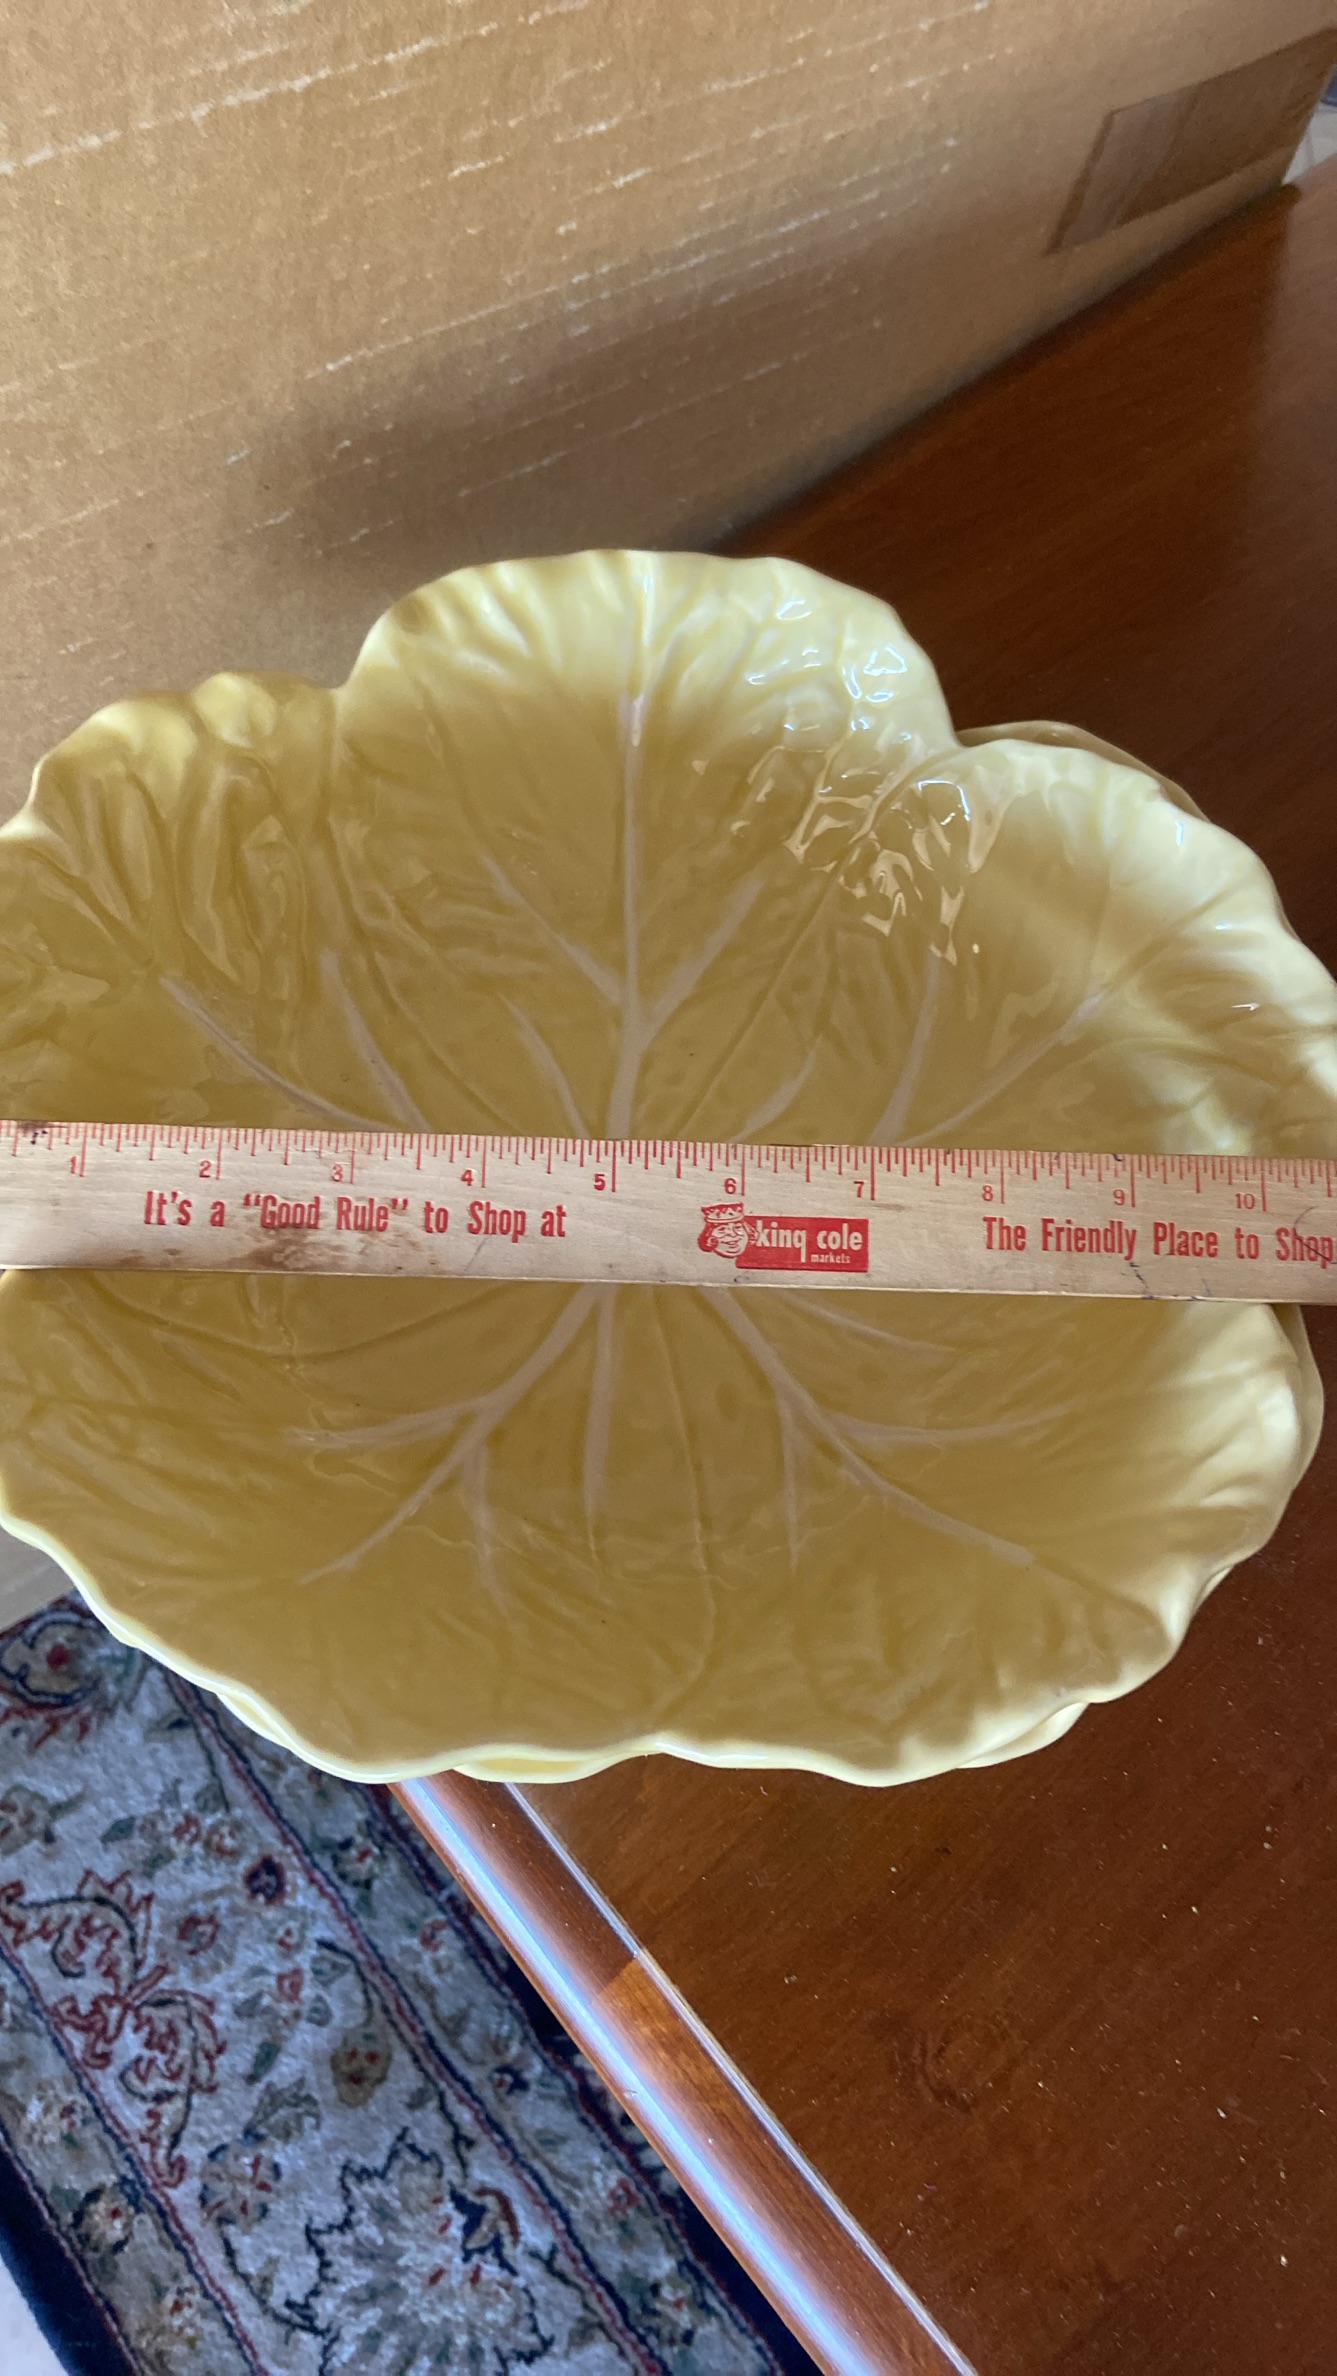 1 2 3 4 5 6 7 8 9 10
It's a "Good Rule" to Shop at
king cole
markets
The Friendly Place to Shop